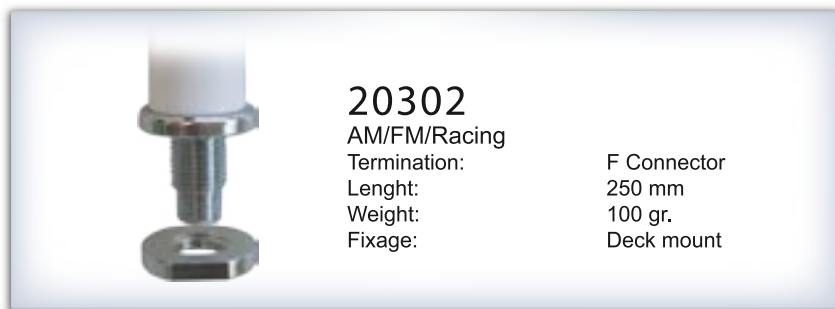 20302
AM/FM/Racing
Termination: F Connector
Lenght: 250 mm
Weight: 100 gr.
Fixage: Deck mount